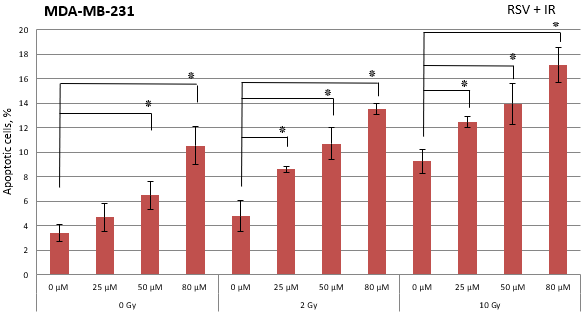 MDA-MB-231
RSV + IR
Apoptotic cells, %
20
18
16
14
12
10
8
6
4
2
0
* * * * * * * *
0 µM 25 µM 50 µM 80 µM 0 µM 25 µM 50 µM 80 µM 0 µM 25 µM 50 µM 80 µM
0 Gy 2 Gy 10 Gy